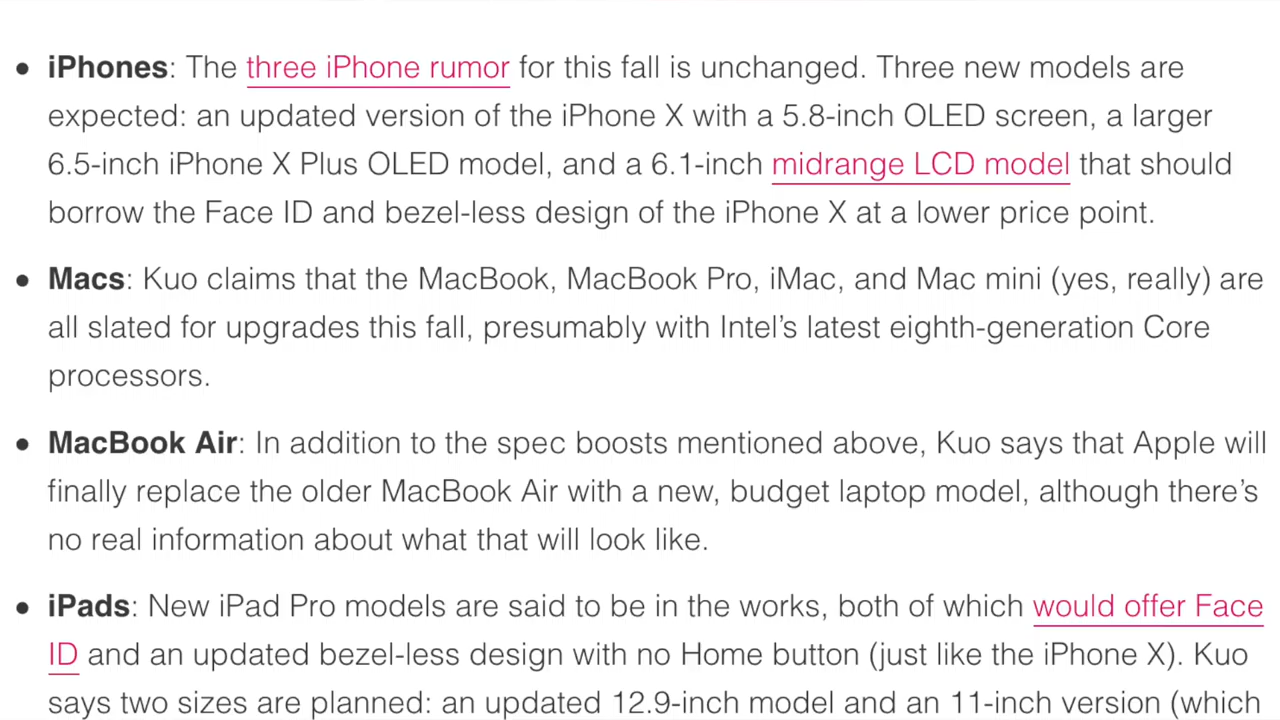 • iPhones: The three iPhone rumor for this fall is unchanged. Three new models are
expected: an updated version of the iPhone X with a 5.8-inch OLED screen, a larger
6.5-inch iPhone X Plus OLED model, and a 6.1-inch midrange LCD model that should
borrow the Face ID and bezel-less design of the iPhone X at a lower price point.
• Macs: Kuo claims that the MacBook, MacBook Pro, iMac, and Mac mini (yes, really) are
all slated for upgrades this fall, presumably with Intel’s latest eighth-generation Core
processors.
• MacBook Air: In addition to the spec boosts mentioned above, Kuo says that Apple will
finally replace the older MacBook Air with a new, budget laptop model, although there’s
no real information about what that will look like.
• iPads: New iPad Pro models are said to be in the works, both of which would offer Face
ID and an updated bezel-less design with no Home button (just like the iPhone X). Kuo
says two sizes are planned: an updated 12.9-inch model and an 11-inch version (which